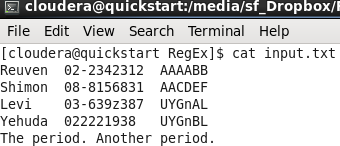 cloudera@quickstart:/media/sf_Dropbox/
File Edit View Search Terminal Help
[cloudera@quickstart RegEx]$ cat input.txt
Reuven  02-2342312  AAAABB
Shimon  08-8156831  AACDEF
Levi    03-639z387  UYGnAL
Yehuda  022221938   UYGnBL
The period. Another period.